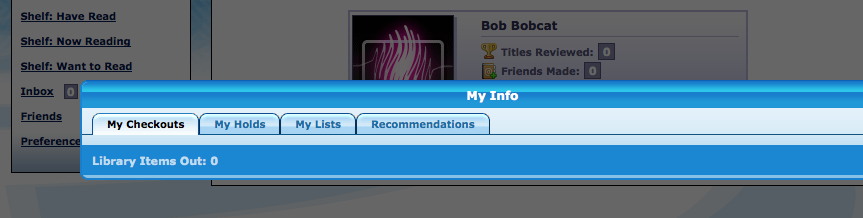 Shelf: Have Read
Shelf: Now Reading
Shelf: Want to Read
Inbox 0
Friends
Preference
Bob Bobcat
Titles Reviewed: 0
Friends Made: 0
My Info
My Checkouts My Holds My Lists Recommendations
Library Items Out: 0